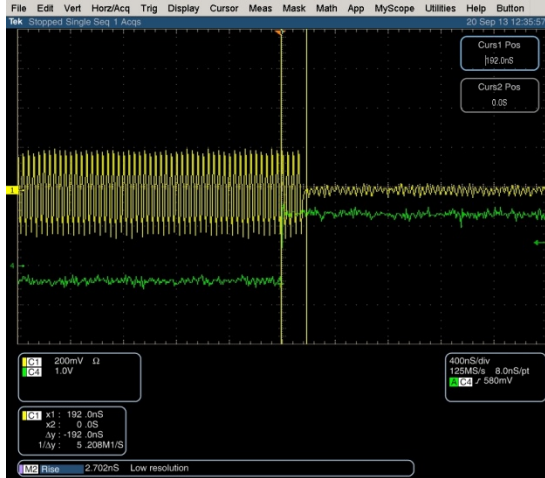 File Edit Vert Horz/Acq Trig Display Cursor Meas Mask Math App MyScope Utilities Help Button
Tek Stopped Single Seq 1 Acqs 20 Sep 13 12:35:57
Curs1 Pos
192.0nS
Curs2 Pos
0.0S
1
C1 200mV Ω
C4 1.0V
400nS/div
125MS/s 8.0nS/pt
A C4 ∫ 580mV
C1 x1 : 192 .0nS
x2 : 0 .0S
Δy : -192 .0nS
1/Δy : 5 .208M1/S
M2 Rise 2.702nS Low resolution